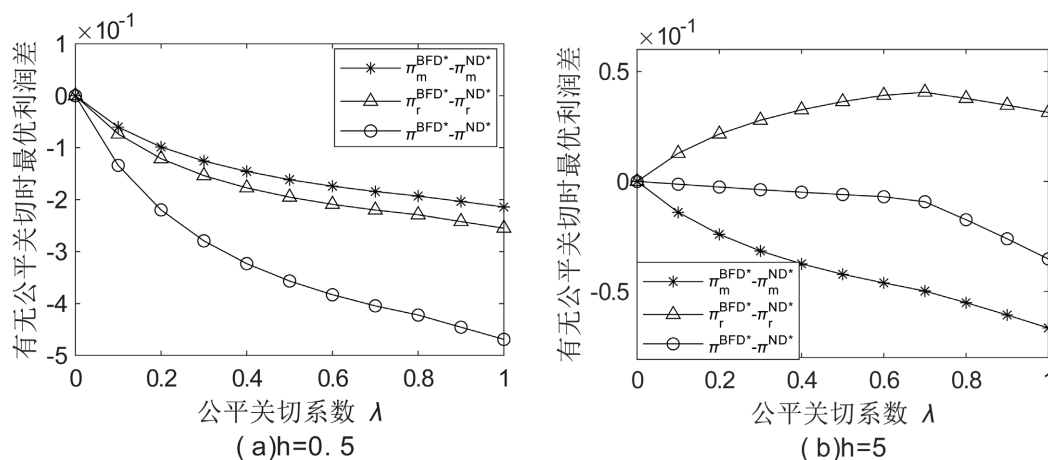 ×10⁻¹
有无公平关切时最优利润差
1
0
-1
-2
-3
-4
-5
π_m^BFD*-π_m^ND*
π_r^BFD*-π_r^ND*
π^BFD*-π^ND*
0 0.2 0.4 0.6 0.8 1
公平关切系数 λ
(a)h=0.5
×10⁻¹
有无公平关切时最优利润差
0.5
0
-0.5
π_m^BFD*-π_m^ND*
π_r^BFD*-π_r^ND*
π^BFD*-π^ND*
0 0.2 0.4 0.6 0.8 1
公平关切系数 λ
(b)h=5